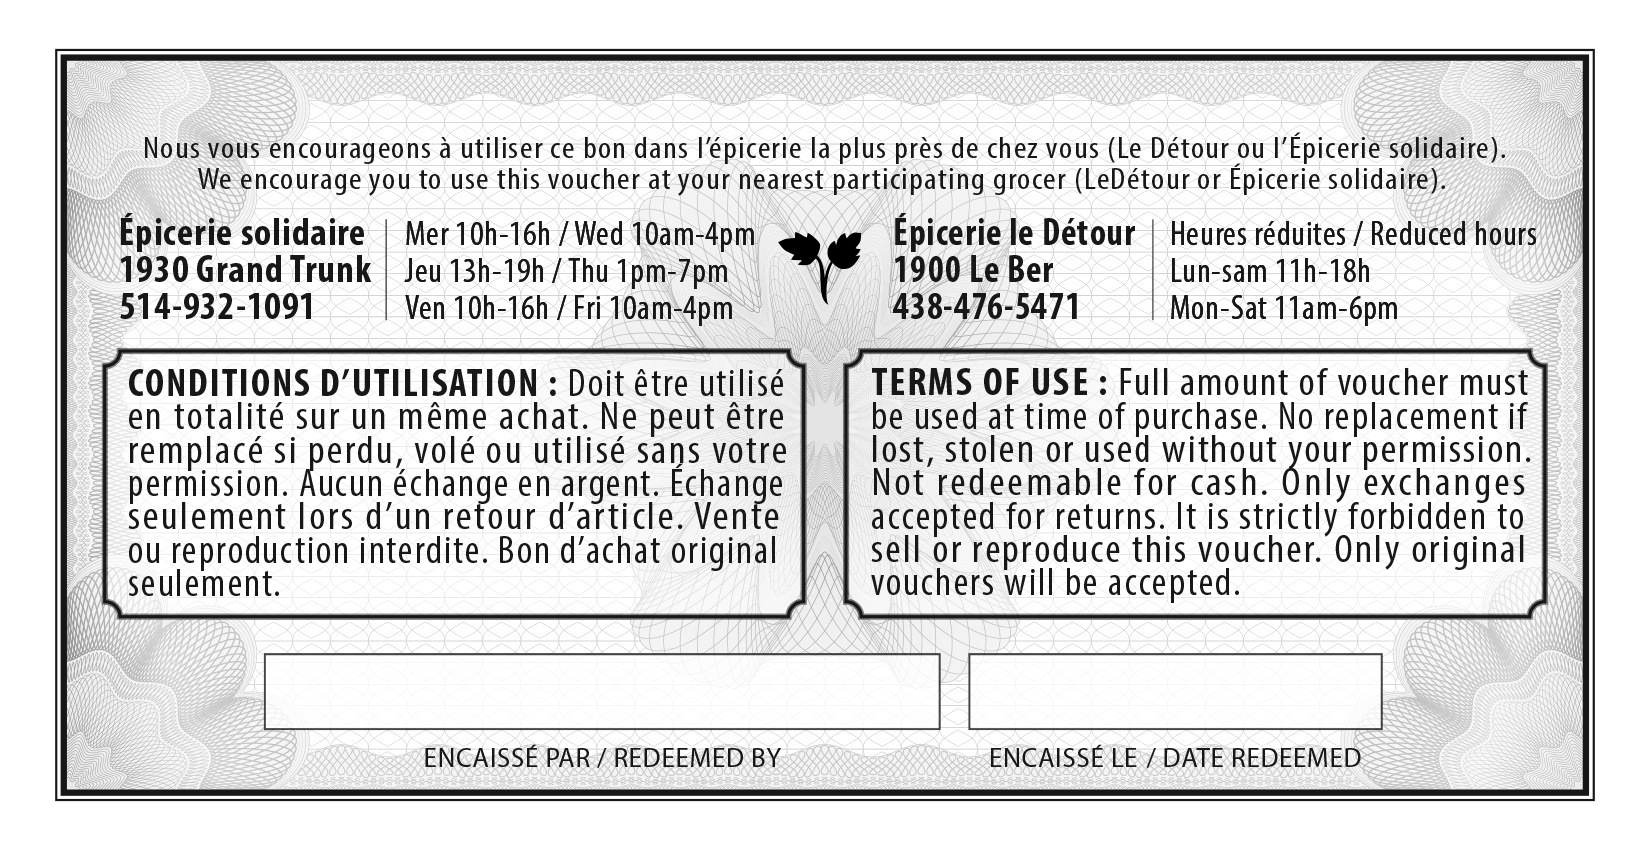 Nous vous encourageons à utiliser ce bon dans l'épicerie la plus près de chez vous (Le Détour ou l'Épicerie solidaire).
We encourage you to use this voucher at your nearest participating grocer (LeDétour or Épicerie solidaire).
Épicerie solidaire
1930 Grand Trunk
514-932-1091
Mer 10h-16h / Wed 10am-4pm
Jeu 13h-19h / Thu 1pm-7pm
Ven 10h-16h / Fri 10am-4pm
Épicerie le Détour
1900 Le Ber
438-476-5471
Heures réduites / Reduced hours
Lun-sam 11h-18h
Mon-Sat 11am-6pm
CONDITIONS D'UTILISATION : Doit être utilisé
en totalité sur un même achat. Ne peut être
remplacé si perdu, volé ou utilisé sans votre
permission. Aucun échange en argent. Échange
seulement lors d'un retour d'article. Vente
ou reproduction interdite. Bon d'achat original
seulement.
TERMS OF USE : Full amount of voucher must
be used at time of purchase. No replacement if
lost, stolen or used without your permission.
Not redeemable for cash. Only exchanges
accepted for returns. It is strictly forbidden to
sell or reproduce this voucher. Only original
vouchers will be accepted.
ENCAISSÉ PAR / REDEEMED BY
ENCAISSÉ LE / DATE REDEEMED